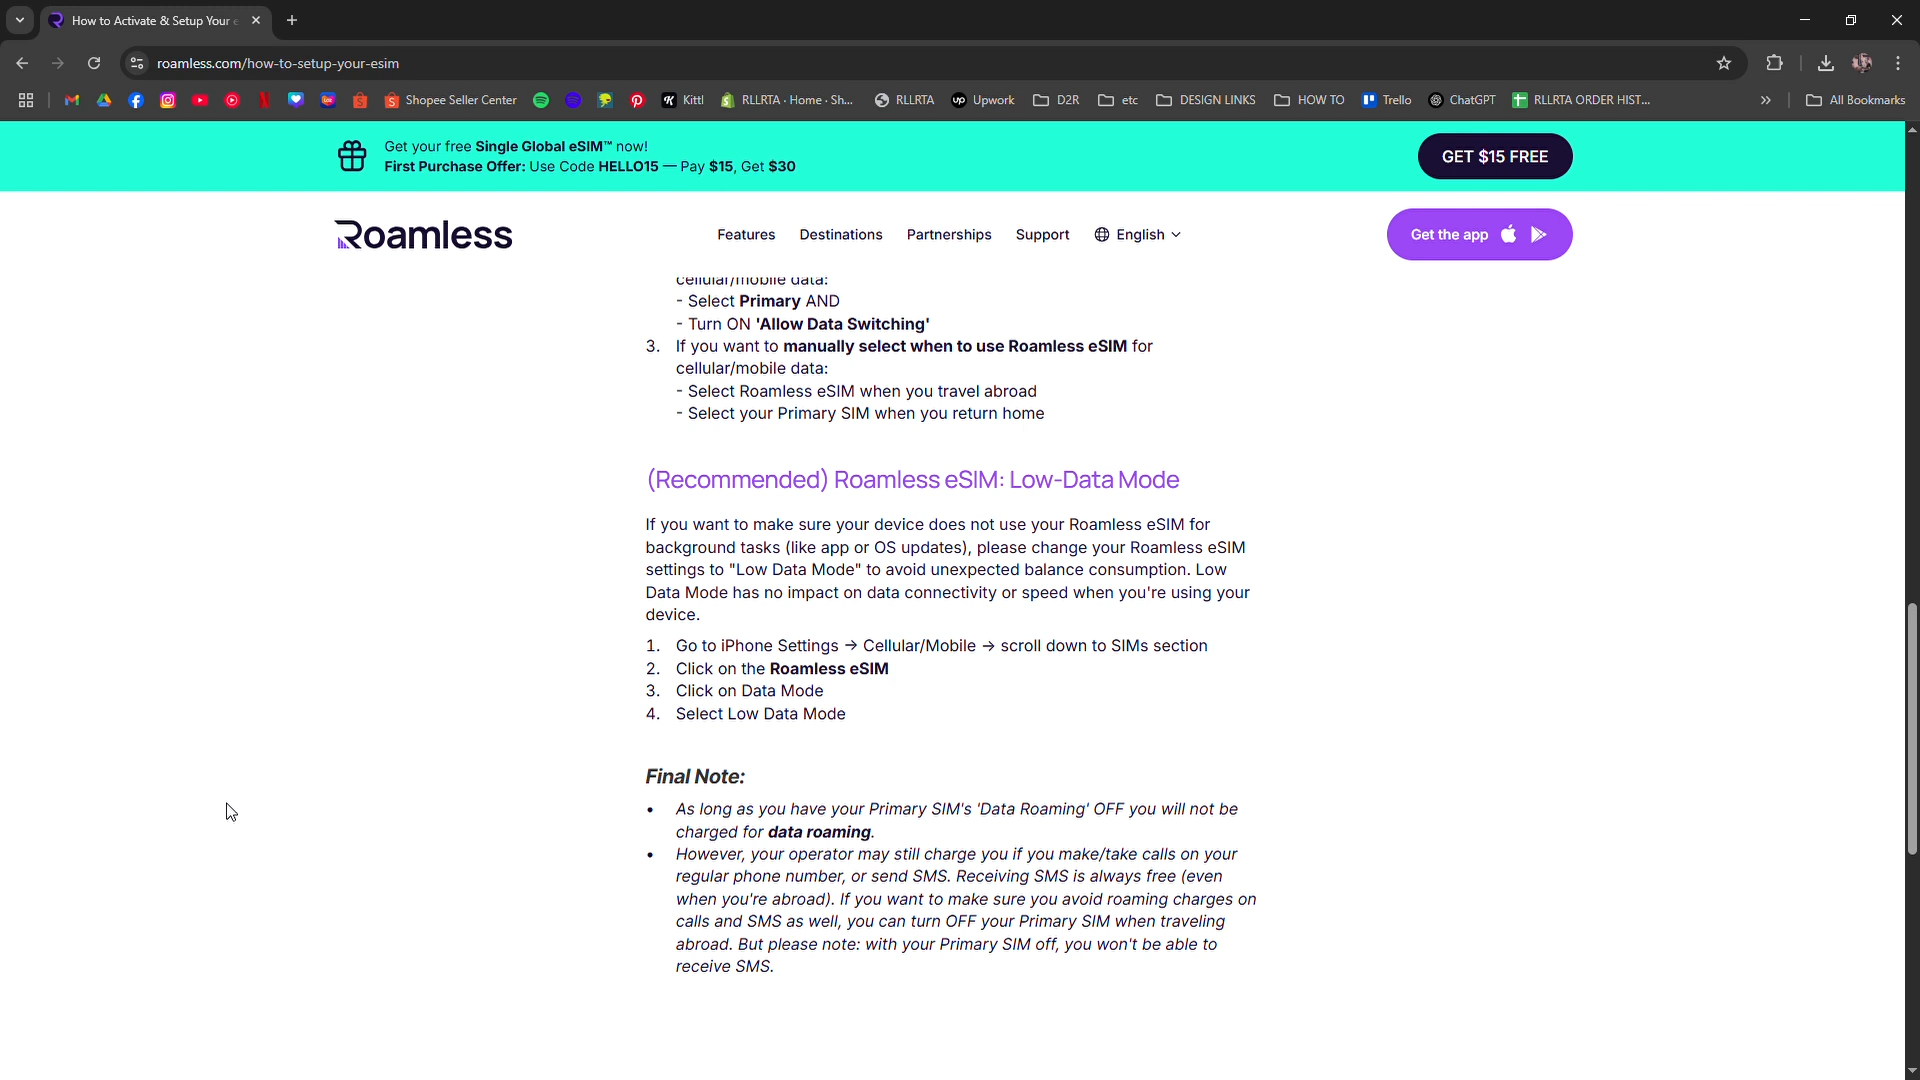 How to Activate & Setup Your e
roamless.com/how-to-setup-your-esim
Shopee Seller Center
Kittl
RLLRTA · Home · Sh...
RLLRTA
Upwork
D2R
etc
DESIGN LINKS
HOW TO
Trello
ChatGPT
RLLRTA ORDER HIST...
All Bookmarks
Get your free Single Global eSIM™ now!
First Purchase Offer: Use Code HELLO15 — Pay $15, Get $30
GET $15 FREE
Roamless
Features
Destinations
Partnerships
Support
English
Get the app
cellular/mobile data:
- Select Primary AND
- Turn ON 'Allow Data Switching'
3. If you want to manually select when to use Roamless eSIM for
cellular/mobile data:
- Select Roamless eSIM when you travel abroad
- Select your Primary SIM when you return home
(Recommended) Roamless eSIM: Low-Data Mode
If you want to make sure your device does not use your Roamless eSIM for
background tasks (like app or OS updates), please change your Roamless eSIM
settings to "Low Data Mode" to avoid unexpected balance consumption. Low
Data Mode has no impact on data connectivity or speed when you're using your
device.
1. Go to iPhone Settings → Cellular/Mobile → scroll down to SIMs section
2. Click on the Roamless eSIM
3. Click on Data Mode
4. Select Low Data Mode
Final Note:
• As long as you have your Primary SIM's 'Data Roaming' OFF you will not be
charged for data roaming.
• However, your operator may still charge you if you make/take calls on your
regular phone number, or send SMS. Receiving SMS is always free (even
when you're abroad). If you want to make sure you avoid roaming charges on
calls and SMS as well, you can turn OFF your Primary SIM when traveling
abroad. But please note: with your Primary SIM off, you won't be able to
receive SMS.